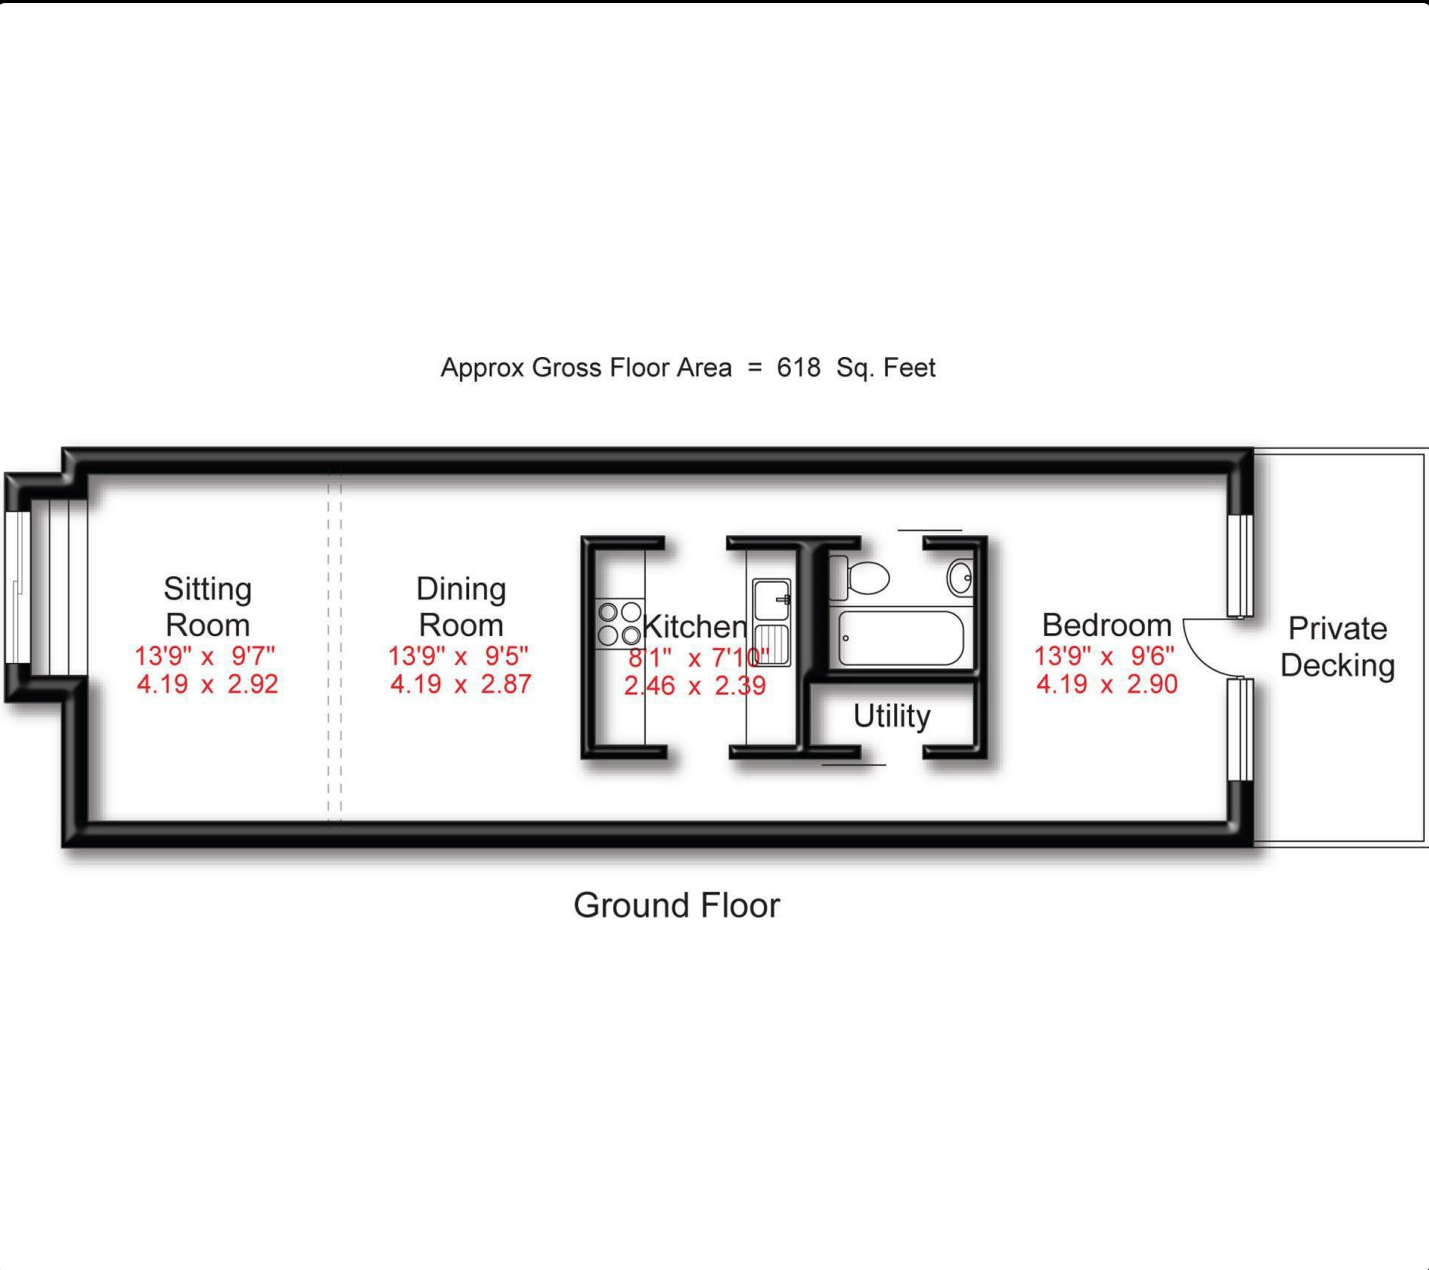 Approx Gross Floor Area = 618 Sq. Feet
Sitting
Room
13'9" x 9'7"
4.19 x 2.92
Dining
Room
13'9" x 9'5"
4.19 x 2.87
Kitchen
8'1" x 7'10"
2.46 x 2.39
Utility
Bedroom
13'9" x 9'6"
4.19 x 2.90
Private
Decking
Ground Floor